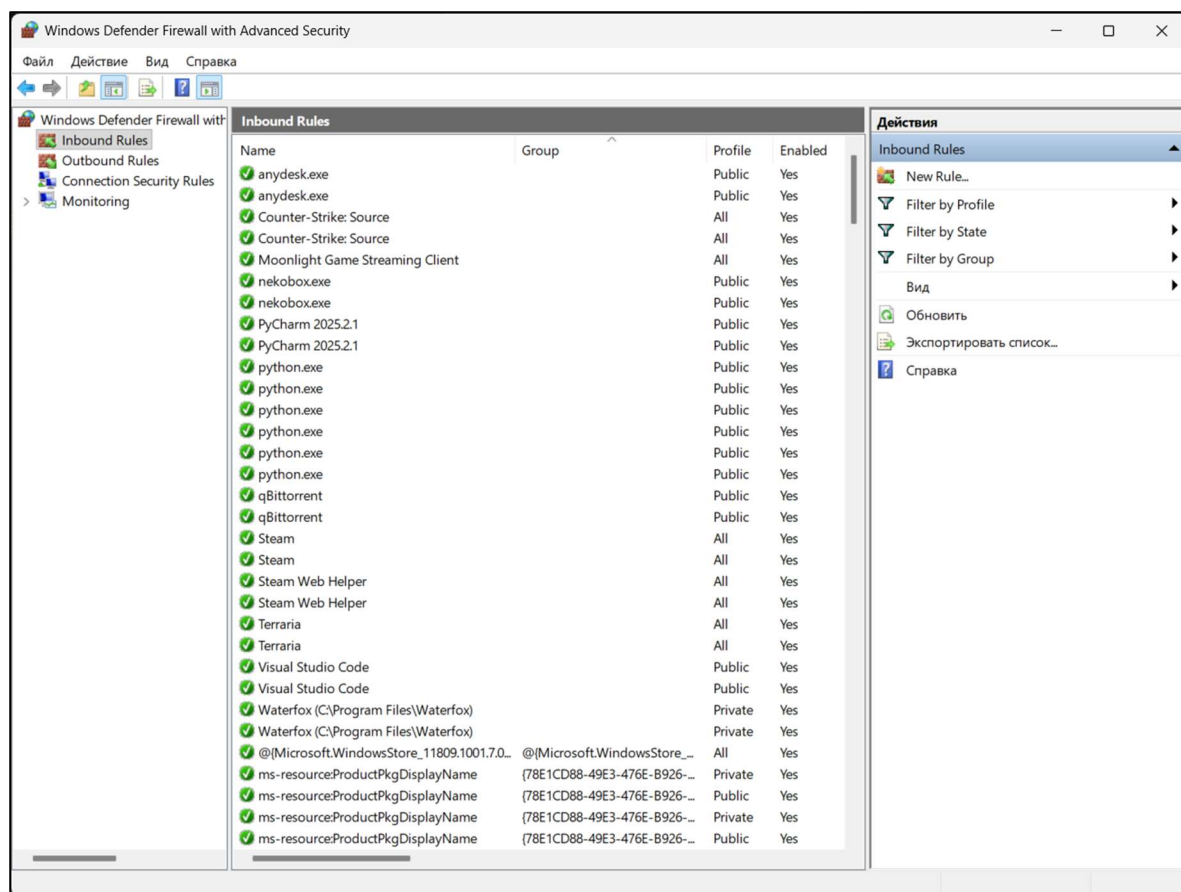 Windows Defender Firewall with Advanced Security
Файл Действие Вид Справка
Windows Defender Firewall with
Inbound Rules
Outbound Rules
Connection Security Rules
Monitoring
Inbound Rules
Name Group Profile Enabled
anydesk.exe Public Yes
anydesk.exe Public Yes
Counter-Strike: Source All Yes
Counter-Strike: Source All Yes
Moonlight Game Streaming Client All Yes
nekobox.exe Public Yes
nekobox.exe Public Yes
PyCharm 2025.2.1 Public Yes
PyCharm 2025.2.1 Public Yes
python.exe Public Yes
python.exe Public Yes
python.exe Public Yes
python.exe Public Yes
python.exe Public Yes
python.exe Public Yes
qBittorrent Public Yes
qBittorrent Public Yes
Steam All Yes
Steam All Yes
Steam Web Helper All Yes
Steam Web Helper All Yes
Terraria All Yes
Terraria All Yes
Visual Studio Code Public Yes
Visual Studio Code Public Yes
Waterfox (C:\Program Files\Waterfox) Private Yes
Waterfox (C:\Program Files\Waterfox) Private Yes
@{Microsoft.WindowsStore_11809.1001.7.0... @{Microsoft.WindowsStore_... All Yes
ms-resource:ProductPkgDisplayName {78E1CD88-49E3-476E-B926-... Private Yes
ms-resource:ProductPkgDisplayName {78E1CD88-49E3-476E-B926-... Public Yes
ms-resource:ProductPkgDisplayName {78E1CD88-49E3-476E-B926-... Private Yes
ms-resource:ProductPkgDisplayName {78E1CD88-49E3-476E-B926-... Public Yes
Действия
Inbound Rules
New Rule...
Filter by Profile
Filter by State
Filter by Group
Вид
Обновить
Экспортировать список...
Справка